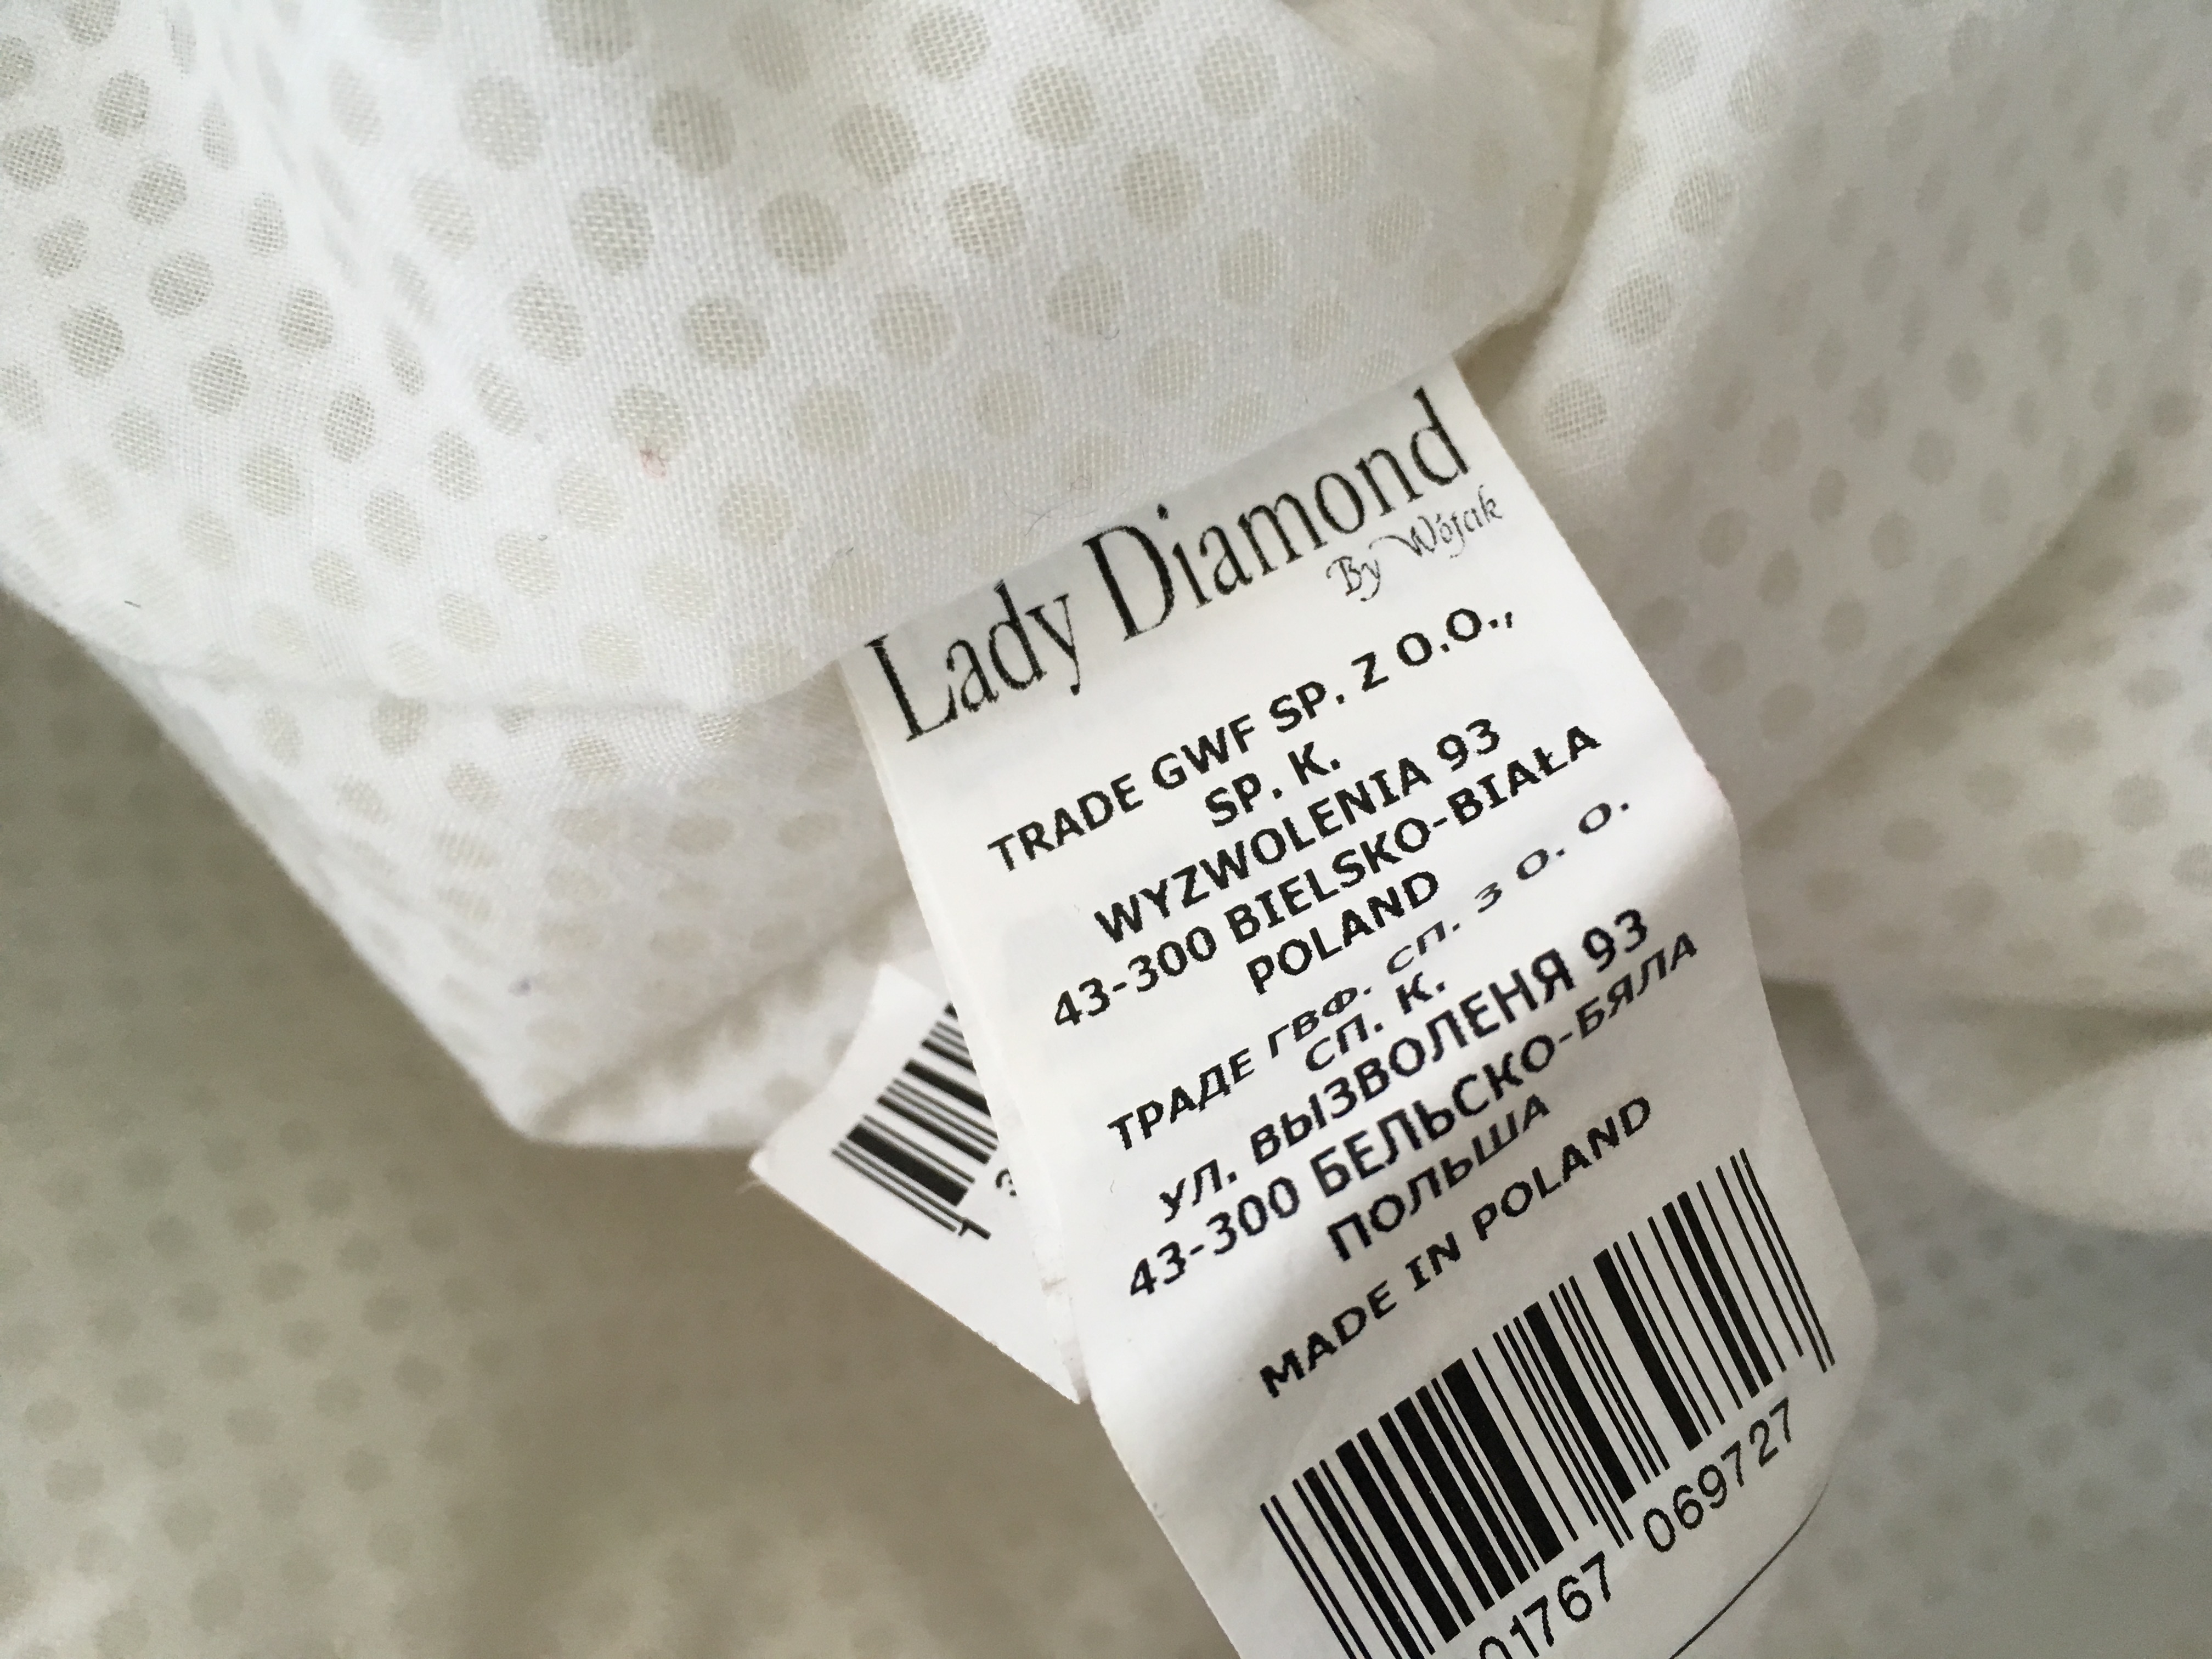 Lady Diamond
By Wójcik
TRADE GWF SP. Z O.O.,
SP. K.
WYZWOLENIA 93
43-300 BIELSKO-BIAŁA
POLAND
ТРАДЕ ГВФ. СП. З О. О.
СП. К.
УЛ. ВЫЗВОЛЕНЯ 93
43-300 БЕЛЬСКО-БЯЛА
ПОЛЬША
MADE IN POLAND
01767 069727